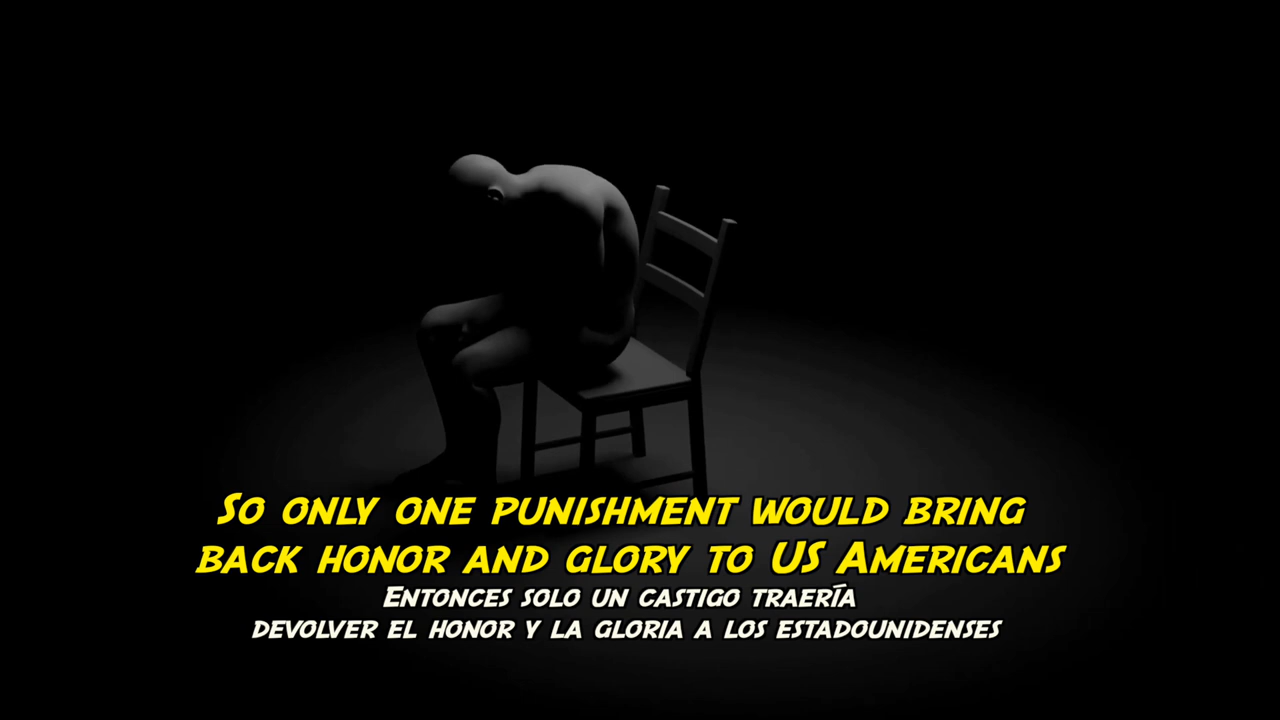 So only one punishment would bring
back honor and glory to US Americans
Entonces solo un castigo traería
devolver el honor y la gloria a los estadounidenses